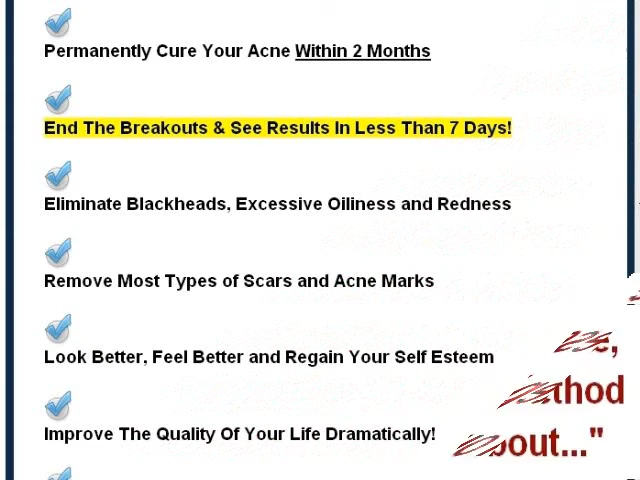 Permanently Cure Your Acne Within 2 Months
End The Breakouts & See Results In Less Than 7 Days!
Eliminate Blackheads, Excessive Oiliness and Redness
Remove Most Types of Scars and Acne Marks
Look Better, Feel Better and Regain Your Self Esteem
Improve The Quality Of Your Life Dramatically!